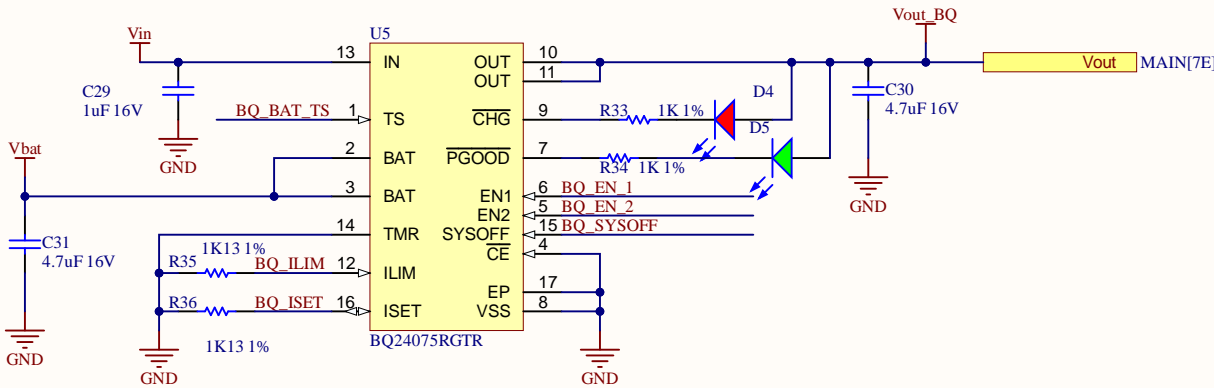 Vout_BQ
Vin
U5
13 IN OUT 10
OUT 11
Vout MAIN[7E]
C29
1uF 16V
D4
C30
4.7uF 16V
BQ_BAT_TS 1 TS CHG 9 R33 1K 1%
D5
GND
Vbat
2 BAT PGOOD 7
R34 1K 1%
3 BAT EN1 6 BQ_EN_1
EN2 5 BQ_EN_2
GND
14 TMR SYSOFF 15 BQ_SYSOFF
C31
4.7uF 16V
1K13 1%
CE 4
R35 BQ_ILIM 12 ILIM
EP 17
R36 BQ_ISET 16 ISET VSS 8
1K13 1%
BQ24075RGTR
GND
GND
GND